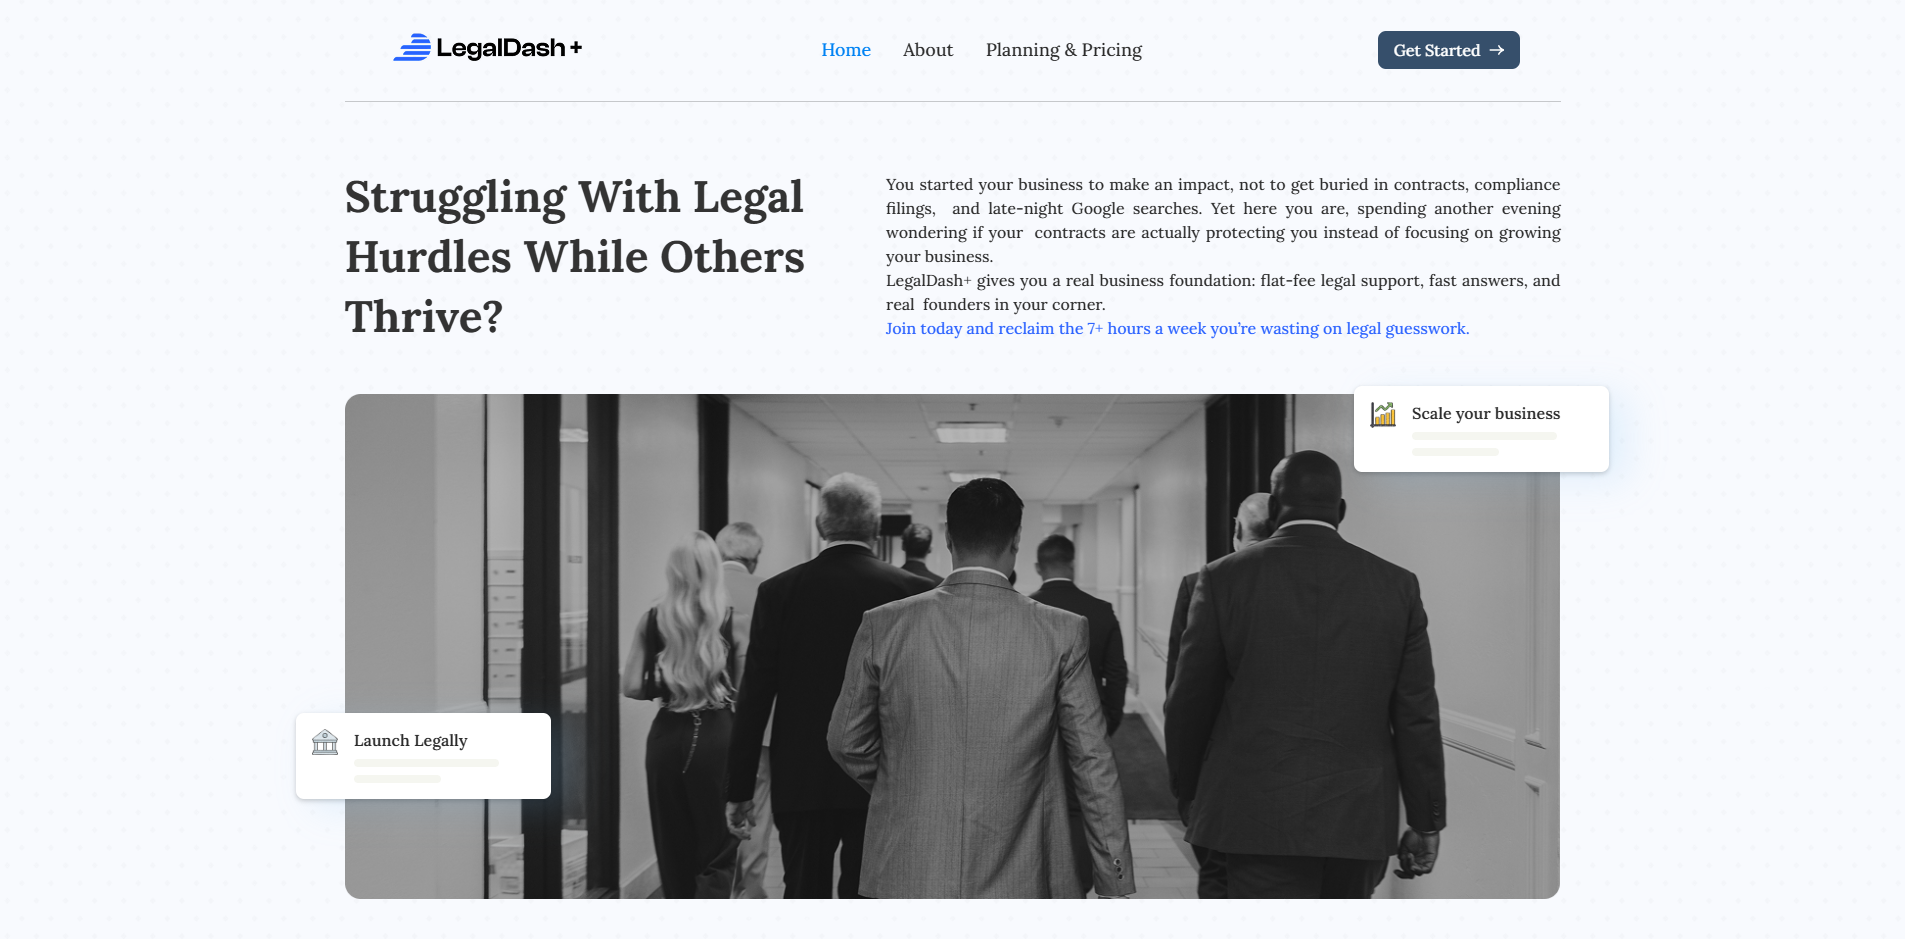 LegalDash +
Home
About
Planning & Pricing
Get Started →
Struggling With Legal
Hurdles While Others
Thrive?
You started your business to make an impact, not to get buried in contracts, compliance
filings, and late-night Google searches. Yet here you are, spending another evening
wondering if your contracts are actually protecting you instead of focusing on growing
your business.
LegalDash+ gives you a real business foundation: flat-fee legal support, fast answers, and
real founders in your corner.
Join today and reclaim the 7+ hours a week you’re wasting on legal guesswork.
Scale your business
Launch Legally